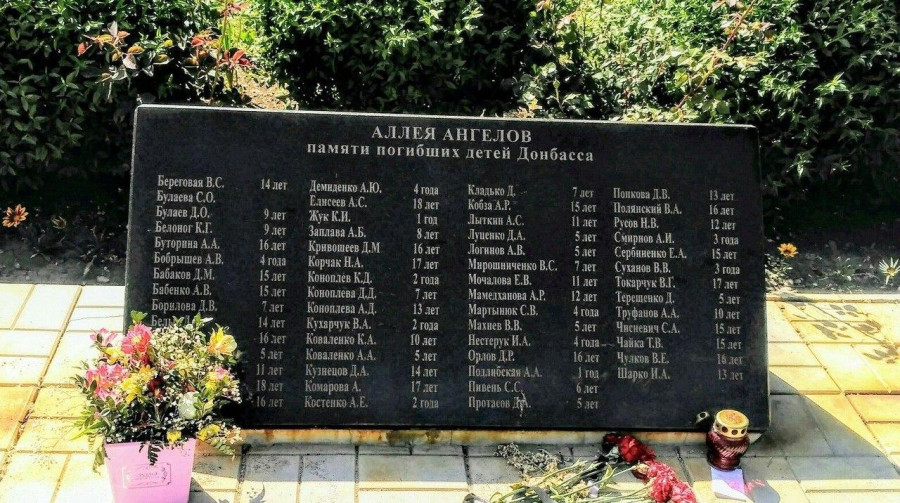 АЛЛЕЯ АНГЕЛОВ
памяти погибших детей Донбасса
Береговая В.С. 14 лет
Булаева С.О.
Булаев Д.О. 9 лет
Белоног К.Г. 9 лет
Буторина А.А. 16 лет
Бобрышев А.В. 4 года
Бабаков Д.М. 15 лет
Бабенко А.В. 15 лет
Борилова Д.В. 7 лет
14 лет
16 лет
5 лет
11 лет
18 лет
16 лет
Демиденко А.Ю. 4 года
Елисеев А.С. 18 лет
Жук К.И. 1 год
Заплава А.Б. 8 лет
Кривошеев Д.М 16 лет
Корчак Н.А. 17 лет
Коноплев К.Д. 2 года
Коноплева Д.Д. 7 лет
Коноплева А.Д. 13 лет
Кухарчук В.А. 2 года
Коваленко К.А. 10 лет
Коваленко А.А. 5 лет
Кузнецов Д.А. 14 лет
Комарова А. 17 лет
Костенко А.Е. 2 года
Кладько Д. 7 лет
Кобза А.Р. 15 лет
Лыткин А.С. 11 лет
Луценко Д.А. 5 лет
Логинов А.В. 5 лет
Мирошниченко В.С. 7 лет
Мочалова Е.В. 11 лет
Мамедханова А.Р. 12 лет
Мартынюк С.В. 4 года
Махиев В.В. 5 лет
Нестерук И.А. 4 года
Орлов Д.Р. 16 лет
Подлибская А.А. 1 год
Пивень С.С. 6 лет
Протасов Д.А. 5 лет
Попкова Д.В. 13 лет
Полянский В.А. 16 лет
Русов Н.В. 12 лет
Смирнов А.И. 3 года
Сербиненко Е.А. 15 лет
Суханов В.В. 3 года
Токарчук В.Г. 17 лет
Терещенко Д. 5 лет
Труфанов А.А. 10 лет
Чисневич С.А. 15 лет
Чайка Т.В. 15 лет
Чулков В.Е. 16 лет
Шарко И.А. 13 лет